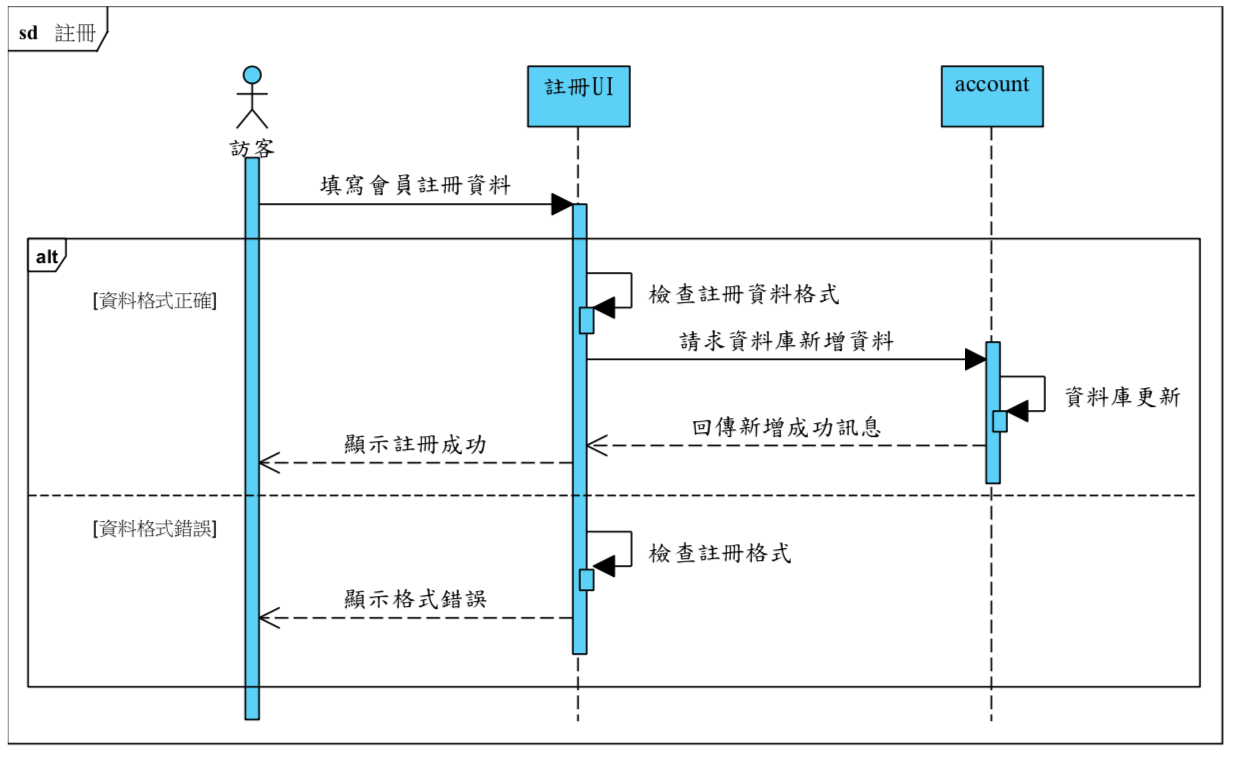 sd 註冊
訪客
註冊UI
account
填寫會員註冊資料
alt
[資料格式正確]
檢查註冊資料格式
請求資料庫新增資料
資料庫更新
回傳新增成功訊息
顯示註冊成功
[資料格式錯誤]
檢查註冊格式
顯示格式錯誤